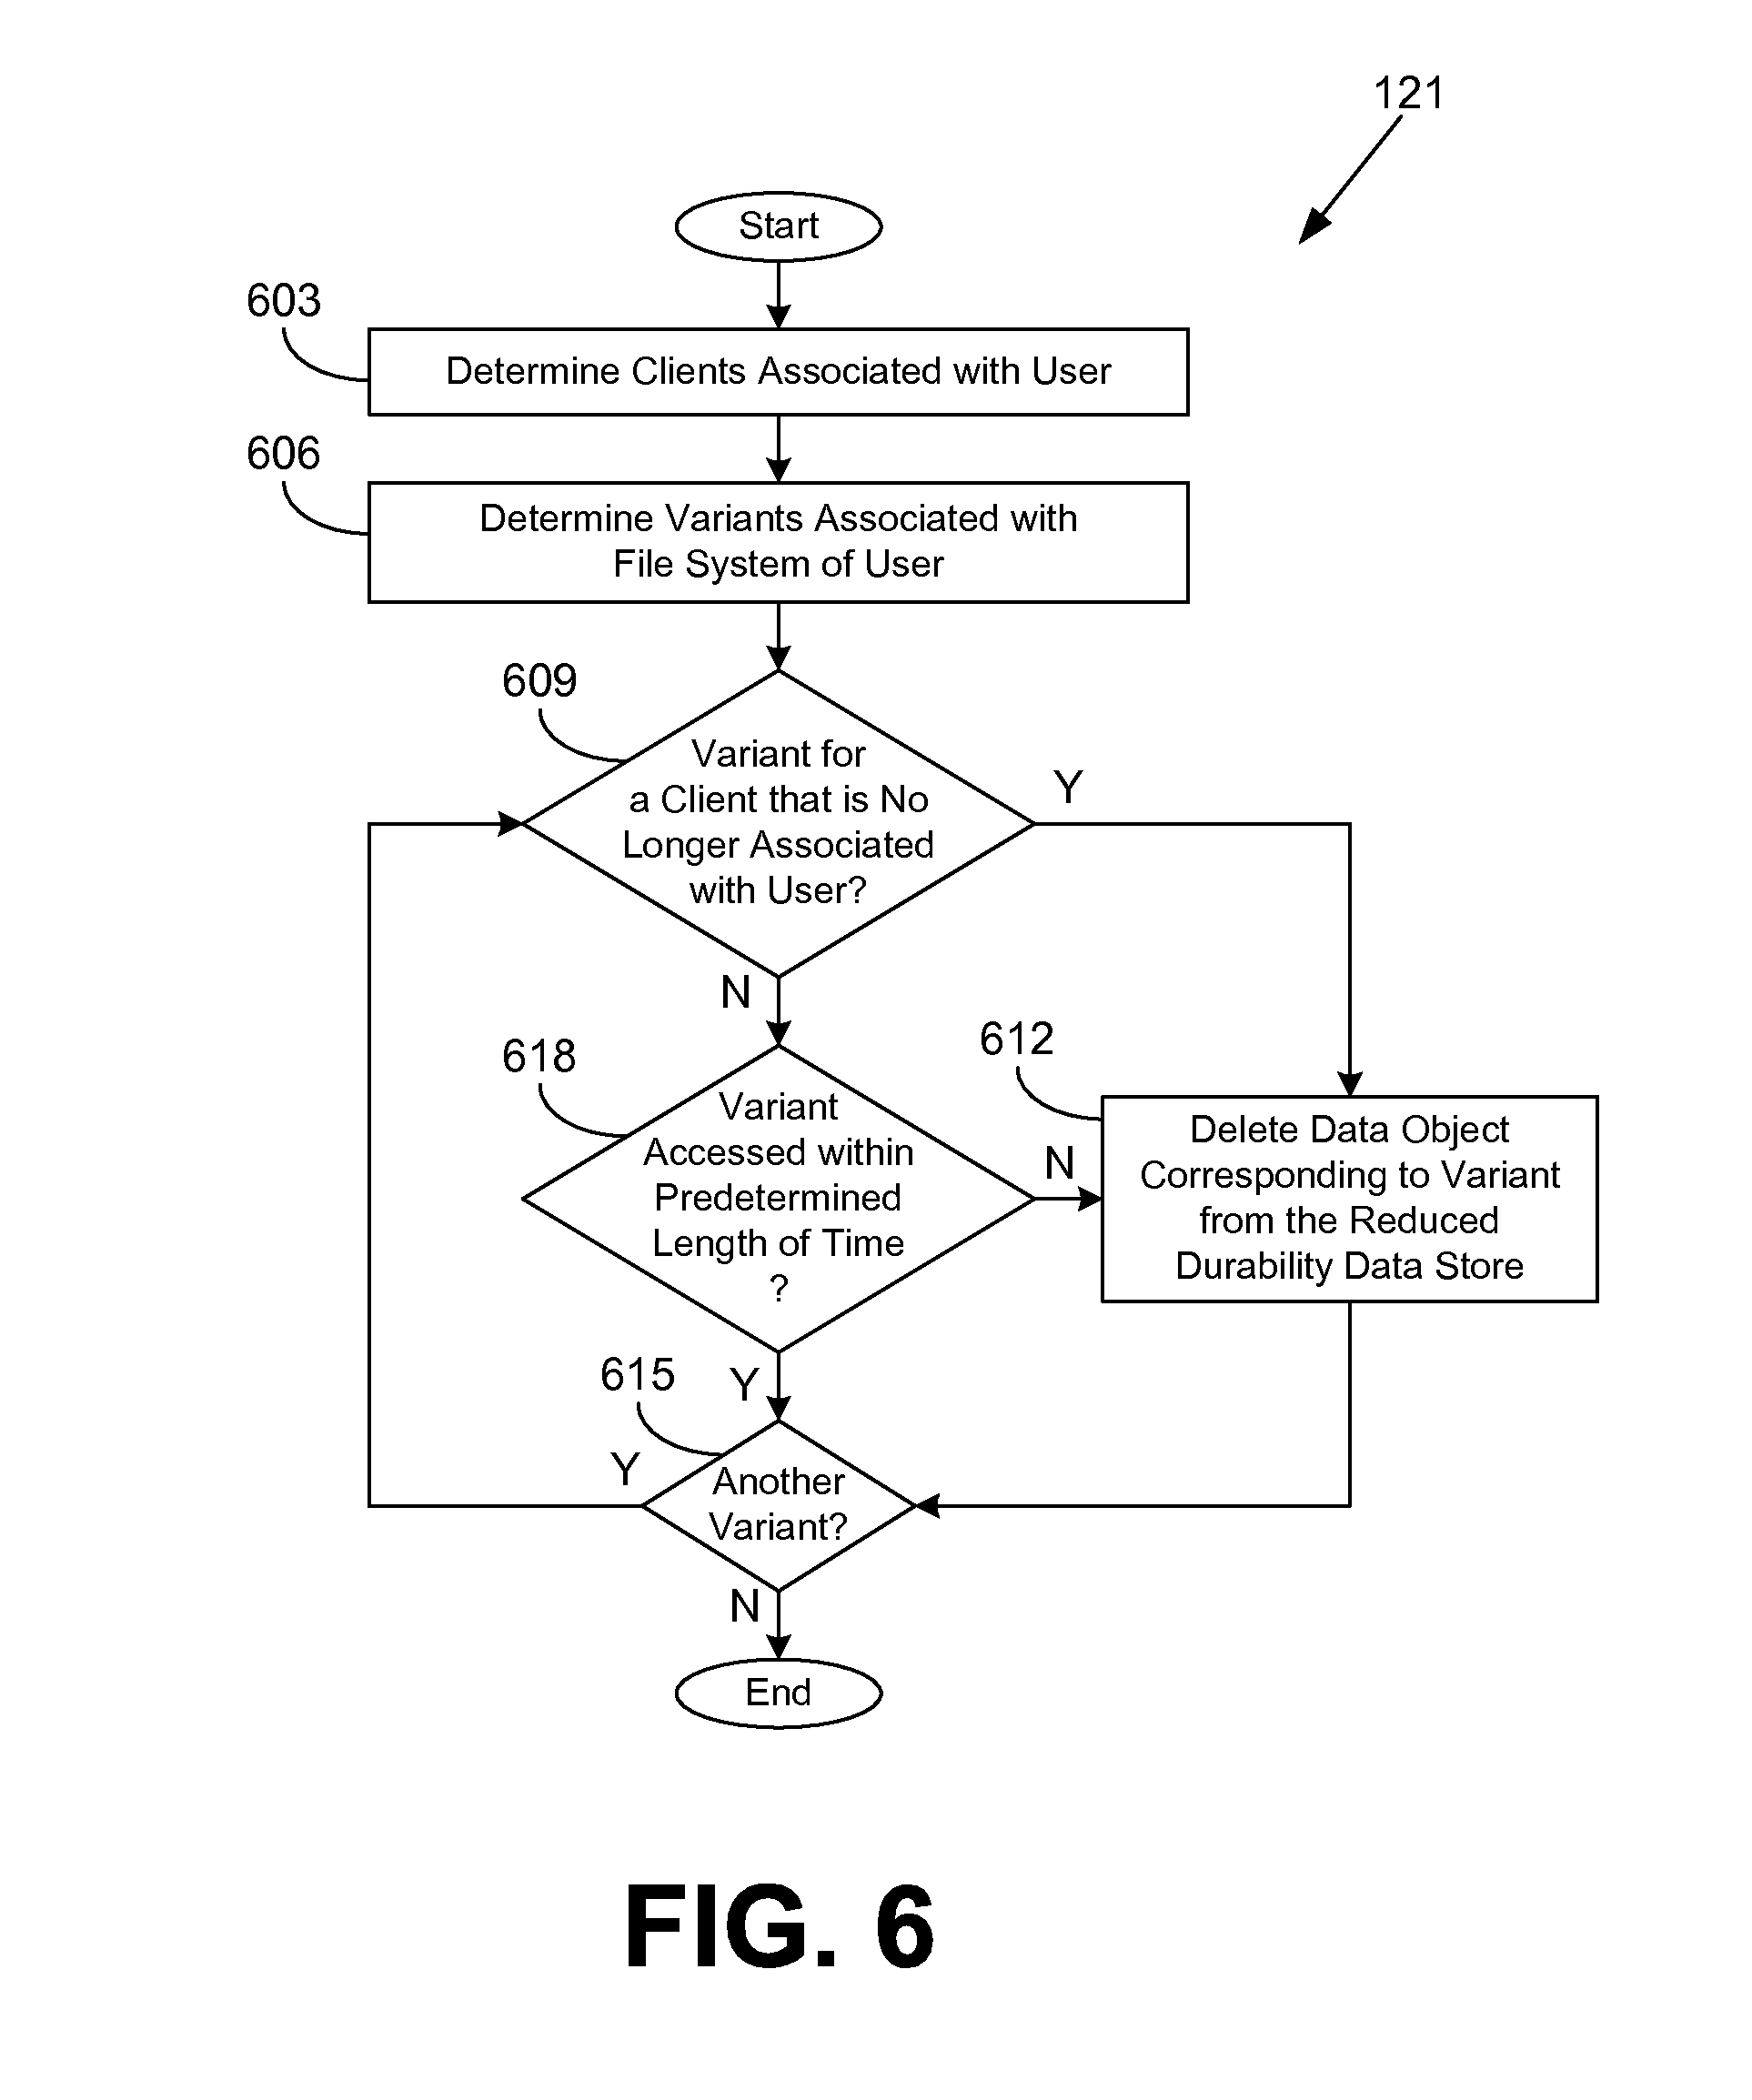 121
Start
603
Determine Clients Associated with User
606
Determine Variants Associated with
File System of User
609
Variant for
a Client that is No
Longer Associated
with User?
Y
N
618
Variant
Accessed within
Predetermined
Length of Time
?
N
612
Delete Data Object
Corresponding to Variant
from the Reduced
Durability Data Store
Y
615
Another
Variant?
Y
N
End
FIG. 6